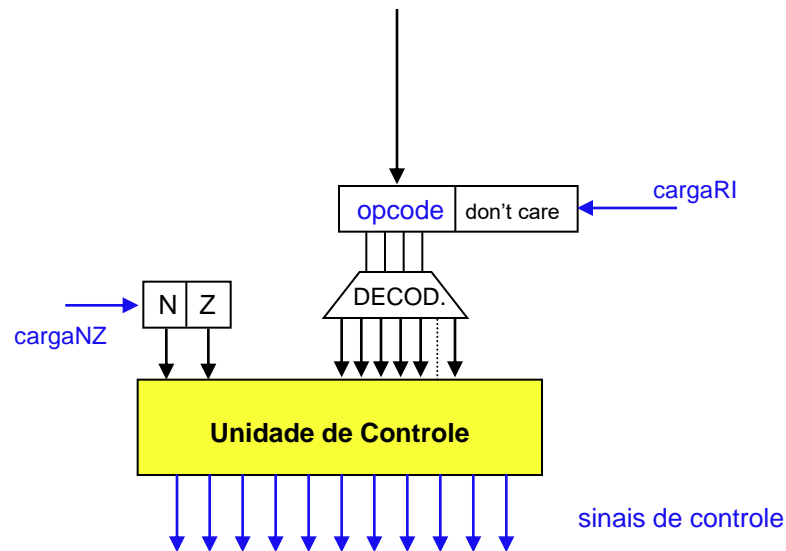 cargaRI
opcode
don't care
DECOD.
N Z
cargaNZ
Unidade de Controle
sinais de controle